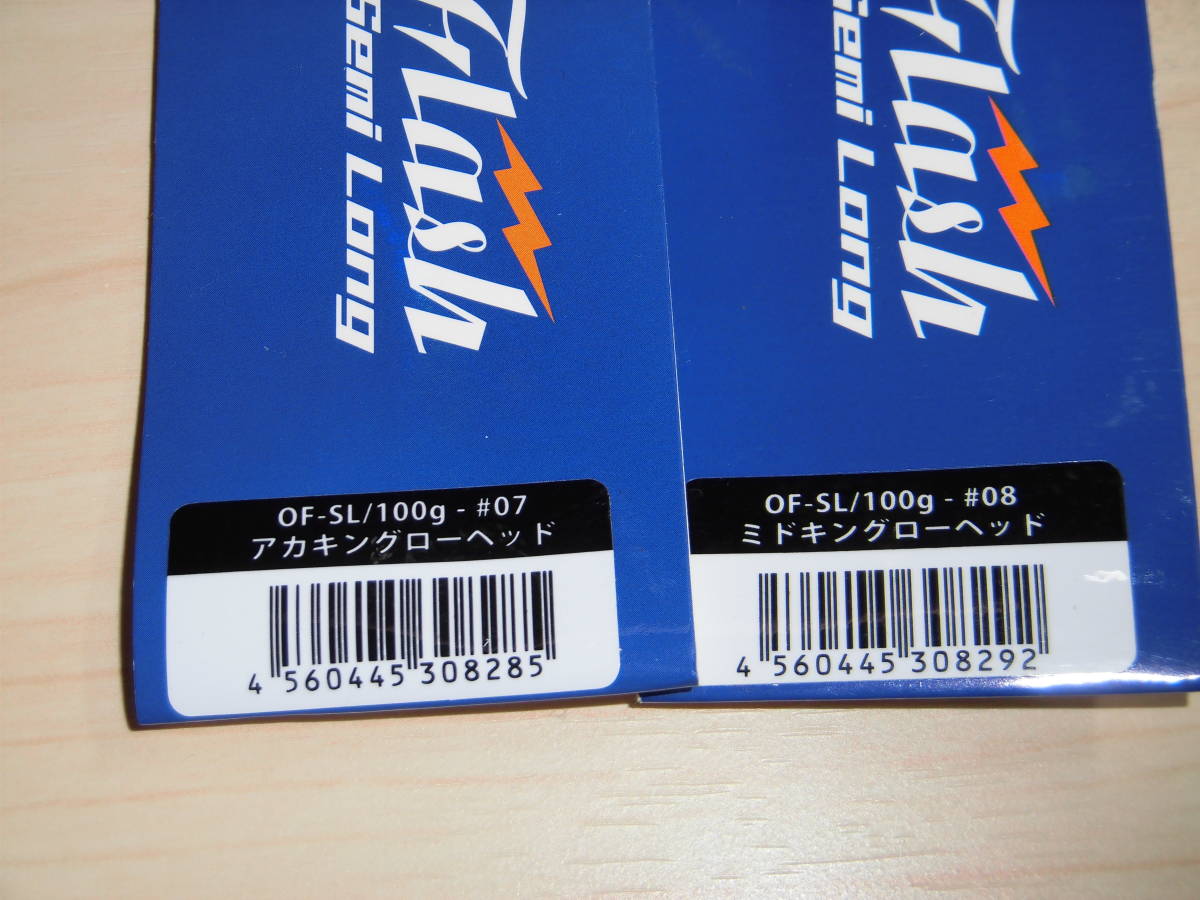 Flash
Semi Long
OF-SL/100g - #07
アカキングローヘッド
4 560445 308285
Flash
Semi Long
OF-SL/100g - #08
ミドキングローヘッド
4 560445 308292